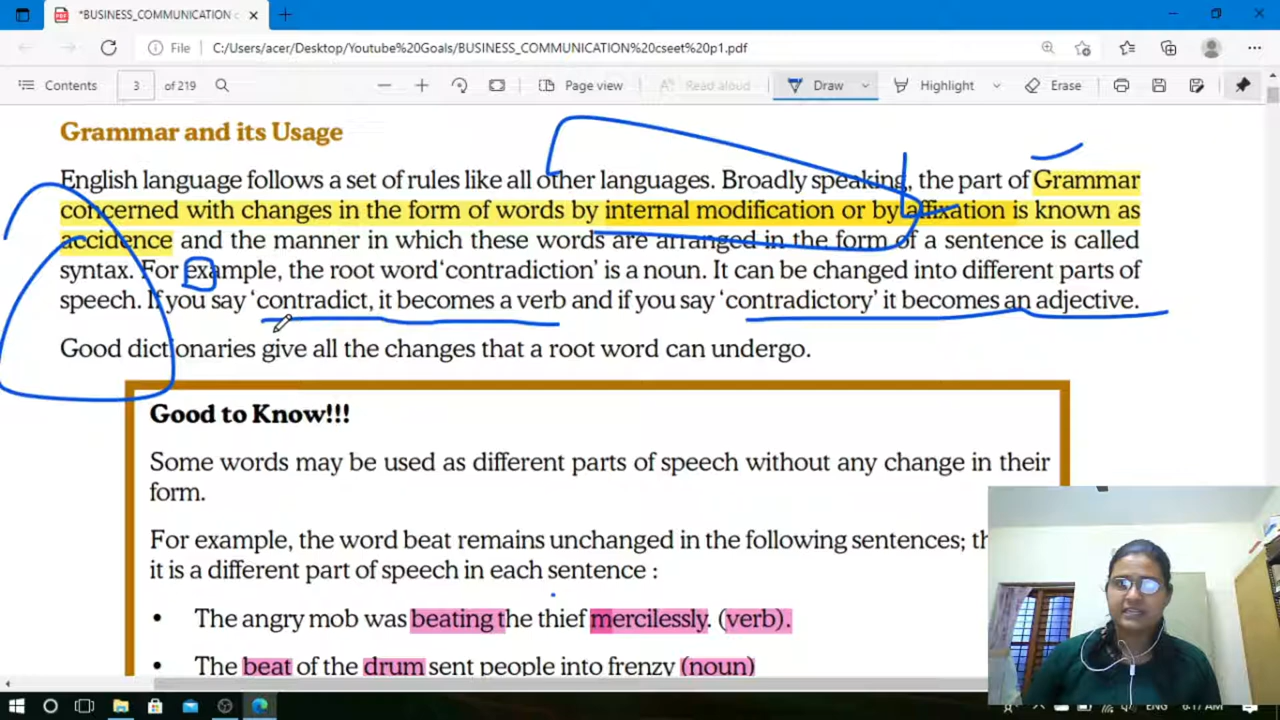 *BUSINESS_COMMUNICATION c
File C:/Users/acer/Desktop/Youtube%20Goals/BUSINESS_COMMUNICATION%20cseet%20p1.pdf
Contents 3 of 219 Page view Read aloud Draw Highlight Erase
Grammar and its Usage
English language follows a set of rules like all other languages. Broadly speaking, the part of Grammar
concerned with changes in the form of words by internal modification or by affixation is known as
accidence and the manner in which these words are arranged in the form of a sentence is called
syntax. For example, the root word‘contradiction’ is a noun. It can be changed into different parts of
speech. If you say ‘contradict, it becomes a verb and if you say ‘contradictory’ it becomes an adjective.
Good dictionaries give all the changes that a root word can undergo.
Good to Know!!!
Some words may be used as different parts of speech without any change in their
form.
For example, the word beat remains unchanged in the following sentences; th
it is a different part of speech in each sentence :
• The angry mob was beating the thief mercilessly. (verb).
• The beat of the drum sent people into frenzy (noun)
ENG 6:17 AM